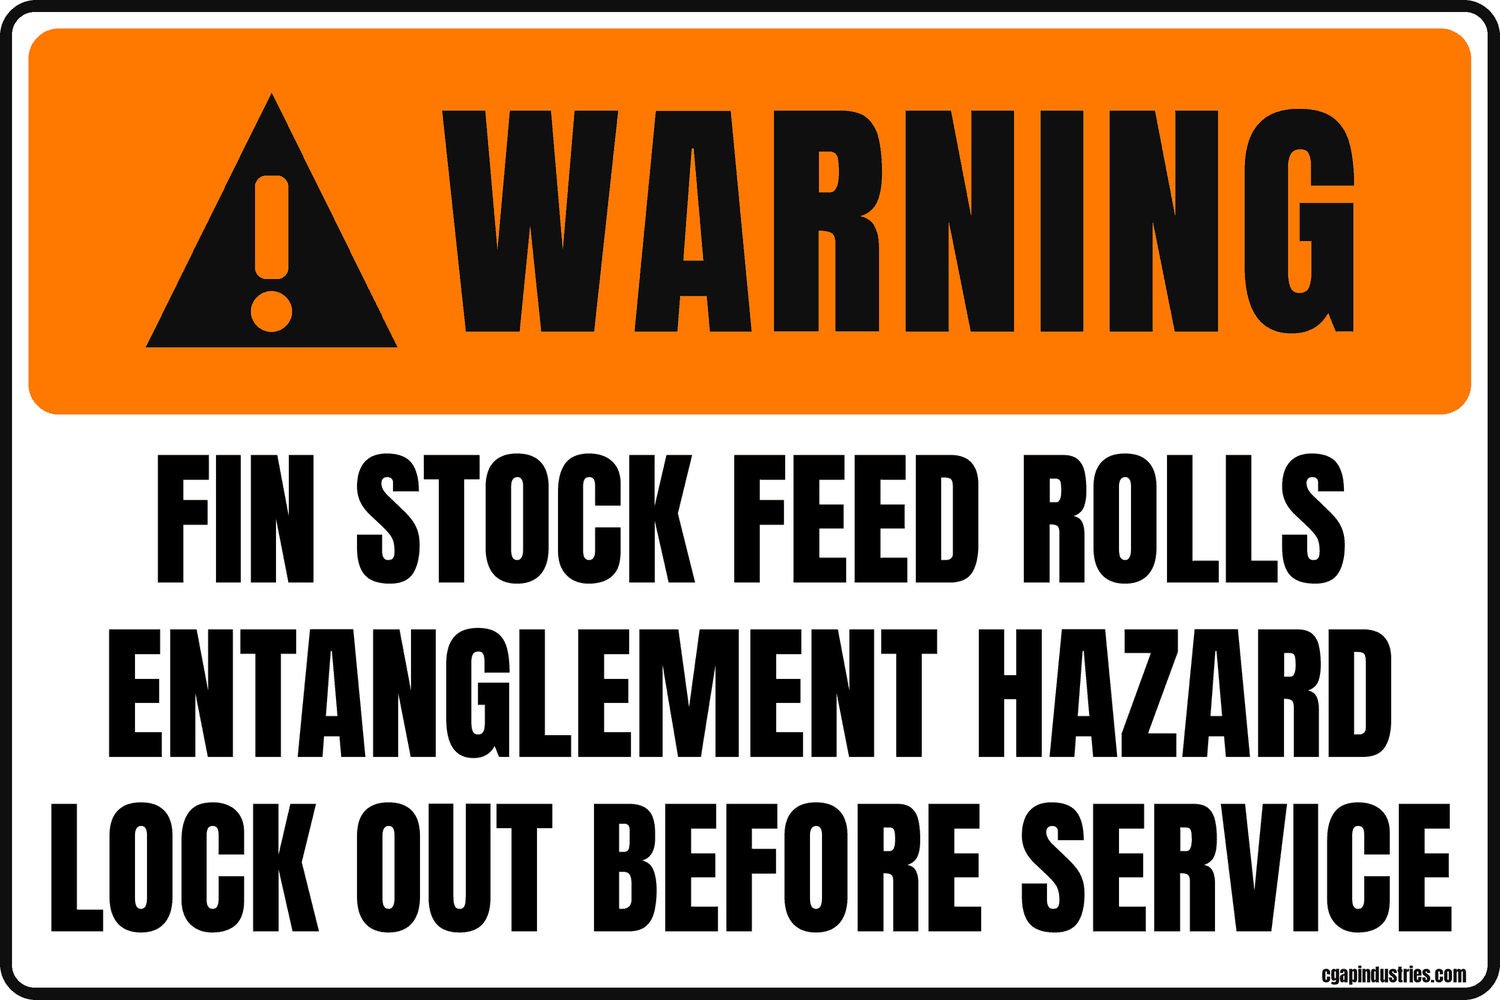 WARNING
FIN STOCK FEED ROLLS
ENTANGLEMENT HAZARD
LOCK OUT BEFORE SERVICE
cgapindustries.com